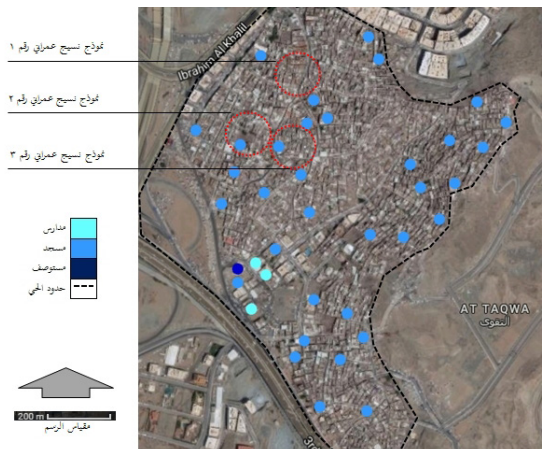 نموذج نسيج عمراني رقم ١
Ibrahim Al Khalil
نموذج نسيج عمراني رقم ٢
نموذج نسيج عمراني رقم ٣
مدارس
مسجد
مستوصف
حدود الحي
AT TAQWA
التقوى
200 m
مقياس الرسم
3rd